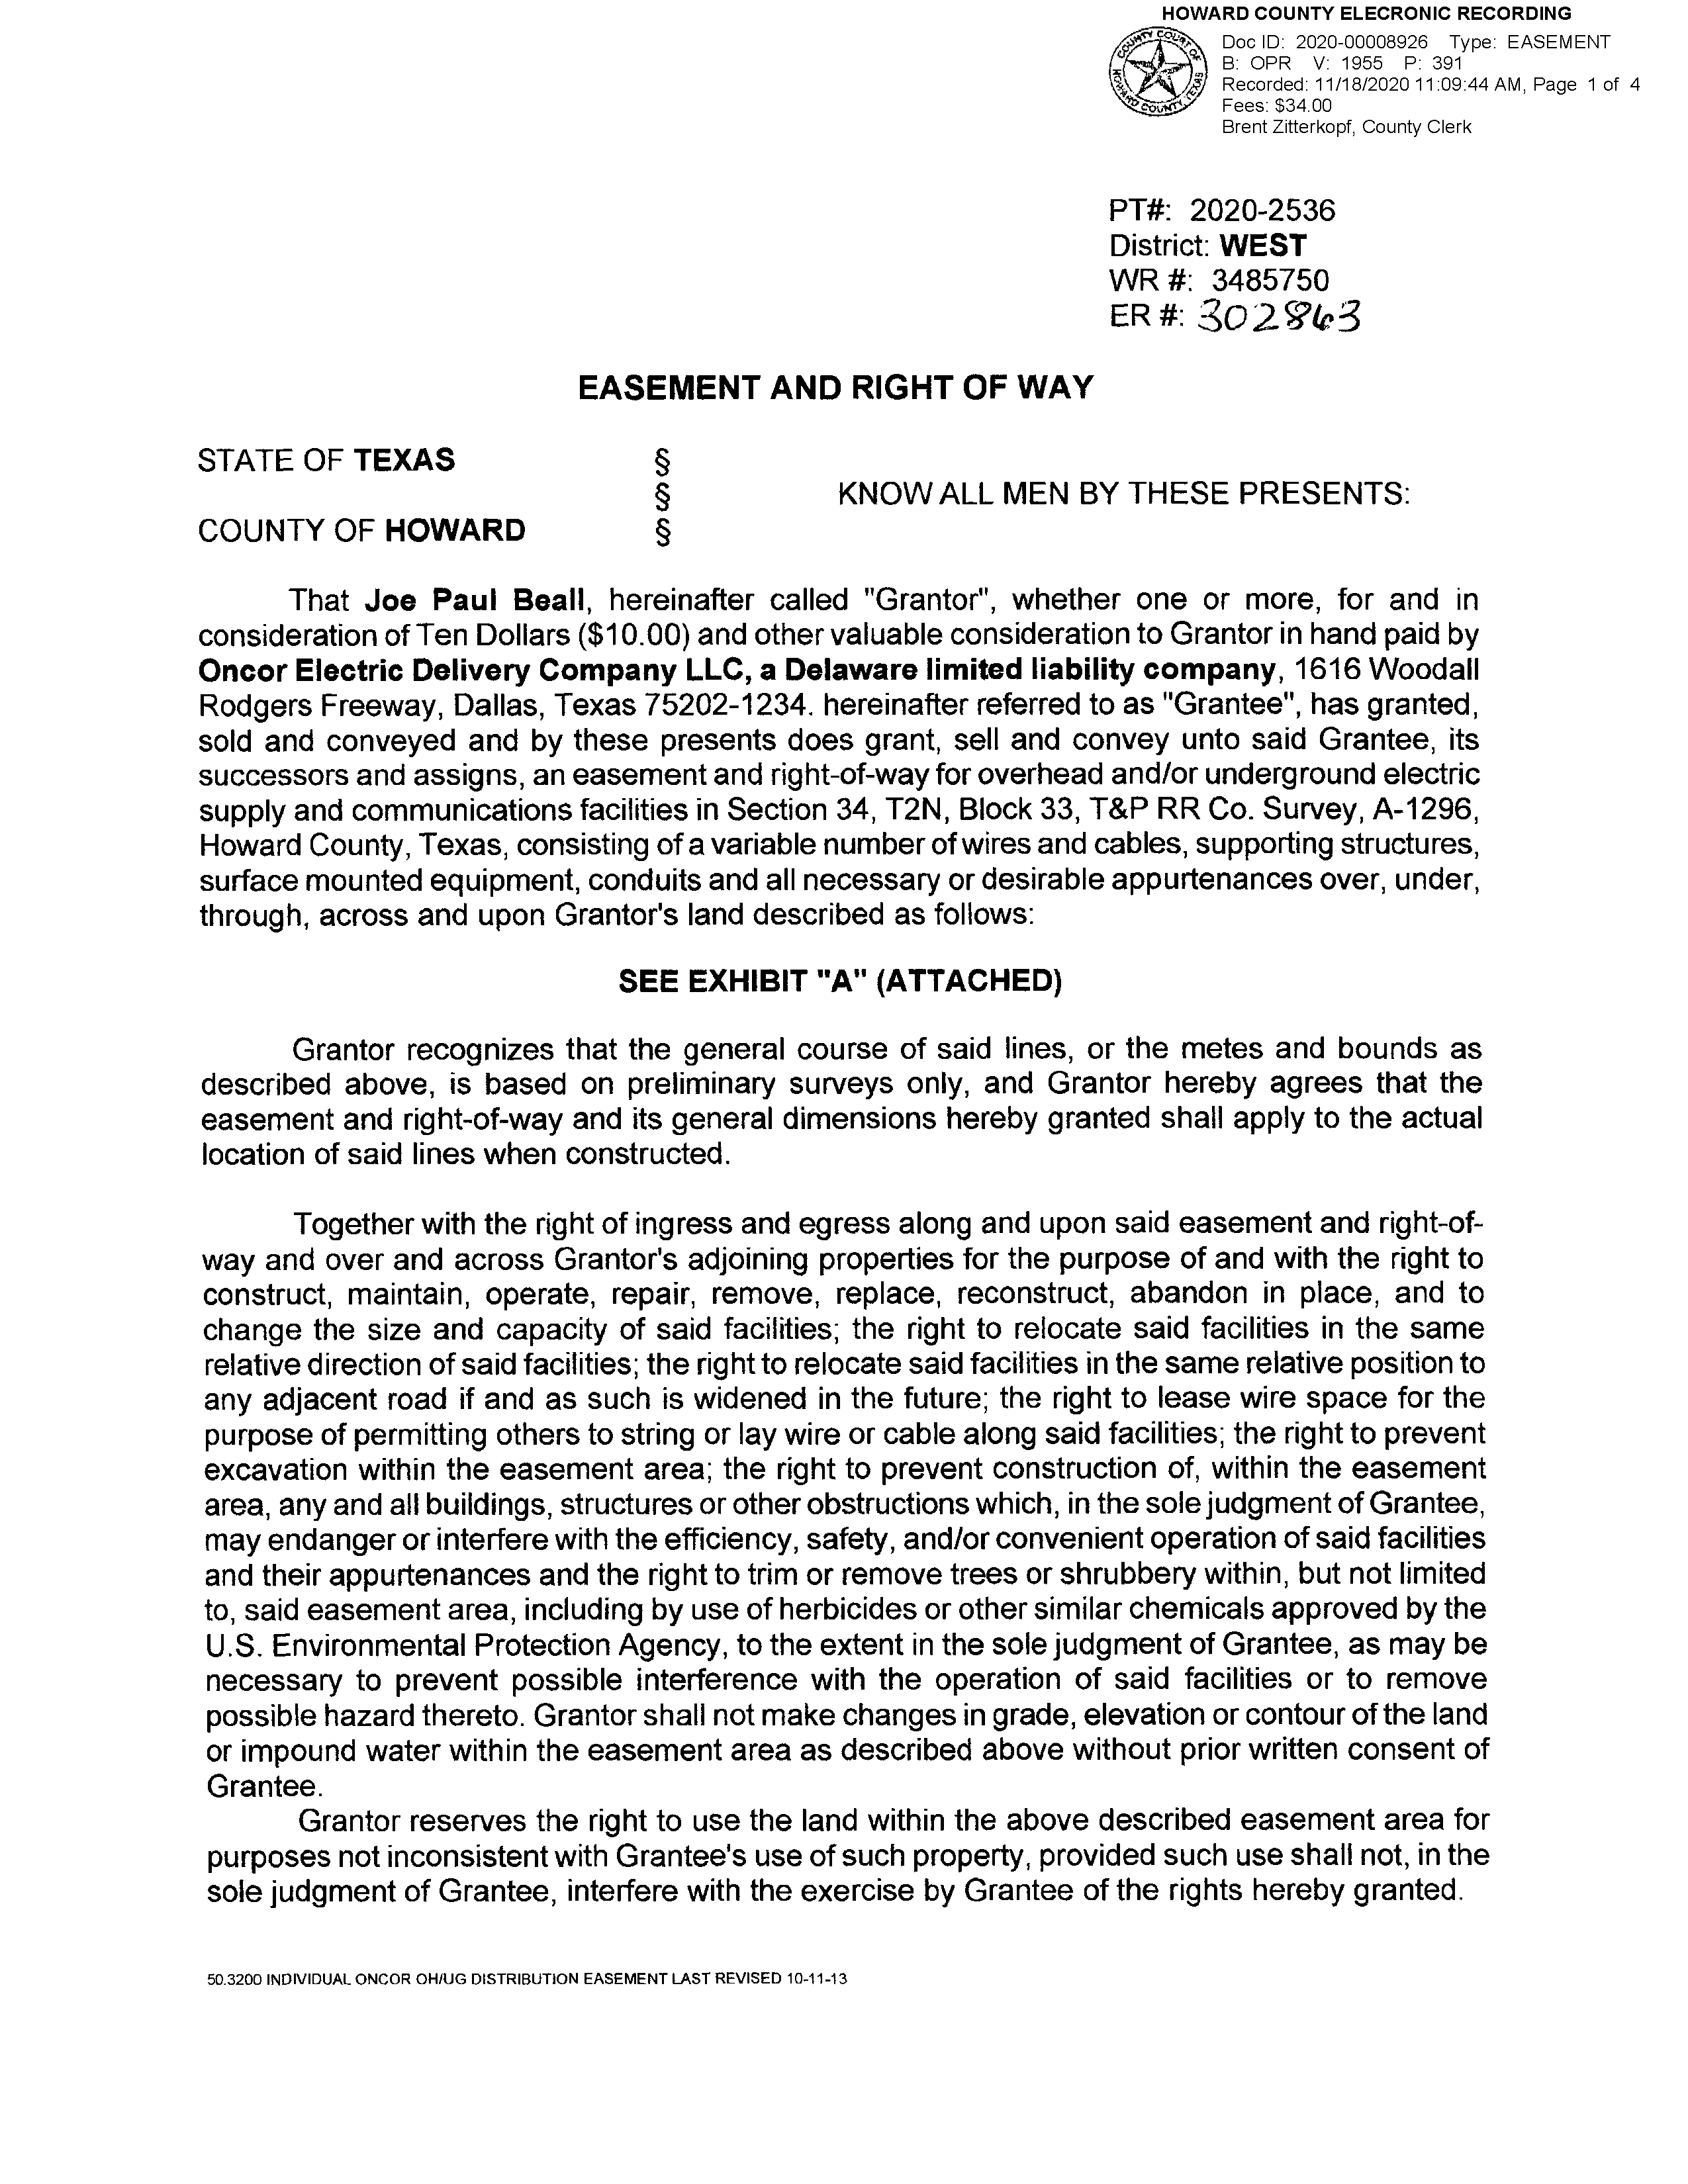 HOWARD COUNTY ELECRONIC RECORDING
Doc ID: 2020-00008926 Type: EASEMENT
B: OPR V: 1955 P: 391
Recorded: 11/18/2020 11:09:44 AM, Page 1 of 4
Fees: $34.00
Brent Zitterkopf, County Clerk
COUNTY COURT OF
HOWARD COUNTY, TEXAS
PT#: 2020-2536
District: WEST
WR #: 3485750
ER #: 302863
EASEMENT AND RIGHT OF WAY
STATE OF TEXAS §
§ KNOW ALL MEN BY THESE PRESENTS:
COUNTY OF HOWARD §
That Joe Paul Beall, hereinafter called "Grantor", whether one or more, for and in
consideration of Ten Dollars ($10.00) and other valuable consideration to Grantor in hand paid by
Oncor Electric Delivery Company LLC, a Delaware limited liability company, 1616 Woodall
Rodgers Freeway, Dallas, Texas 75202-1234. hereinafter referred to as "Grantee", has granted,
sold and conveyed and by these presents does grant, sell and convey unto said Grantee, its
successors and assigns, an easement and right-of-way for overhead and/or underground electric
supply and communications facilities in Section 34, T2N, Block 33, T&P RR Co. Survey, A-1296,
Howard County, Texas, consisting of a variable number of wires and cables, supporting structures,
surface mounted equipment, conduits and all necessary or desirable appurtenances over, under,
through, across and upon Grantor's land described as follows:
SEE EXHIBIT "A" (ATTACHED)
Grantor recognizes that the general course of said lines, or the metes and bounds as
described above, is based on preliminary surveys only, and Grantor hereby agrees that the
easement and right-of-way and its general dimensions hereby granted shall apply to the actual
location of said lines when constructed.
Together with the right of ingress and egress along and upon said easement and right-of-
way and over and across Grantor's adjoining properties for the purpose of and with the right to
construct, maintain, operate, repair, remove, replace, reconstruct, abandon in place, and to
change the size and capacity of said facilities; the right to relocate said facilities in the same
relative direction of said facilities; the right to relocate said facilities in the same relative position to
any adjacent road if and as such is widened in the future; the right to lease wire space for the
purpose of permitting others to string or lay wire or cable along said facilities; the right to prevent
excavation within the easement area; the right to prevent construction of, within the easement
area, any and all buildings, structures or other obstructions which, in the sole judgment of Grantee,
may endanger or interfere with the efficiency, safety, and/or convenient operation of said facilities
and their appurtenances and the right to trim or remove trees or shrubbery within, but not limited
to, said easement area, including by use of herbicides or other similar chemicals approved by the
U.S. Environmental Protection Agency, to the extent in the sole judgment of Grantee, as may be
necessary to prevent possible interference with the operation of said facilities or to remove
possible hazard thereto. Grantor shall not make changes in grade, elevation or contour of the land
or impound water within the easement area as described above without prior written consent of
Grantee.
Grantor reserves the right to use the land within the above described easement area for
purposes not inconsistent with Grantee's use of such property, provided such use shall not, in the
sole judgment of Grantee, interfere with the exercise by Grantee of the rights hereby granted.
50.3200 INDIVIDUAL ONCOR OH/UG DISTRIBUTION EASEMENT LAST REVISED 10-11-13